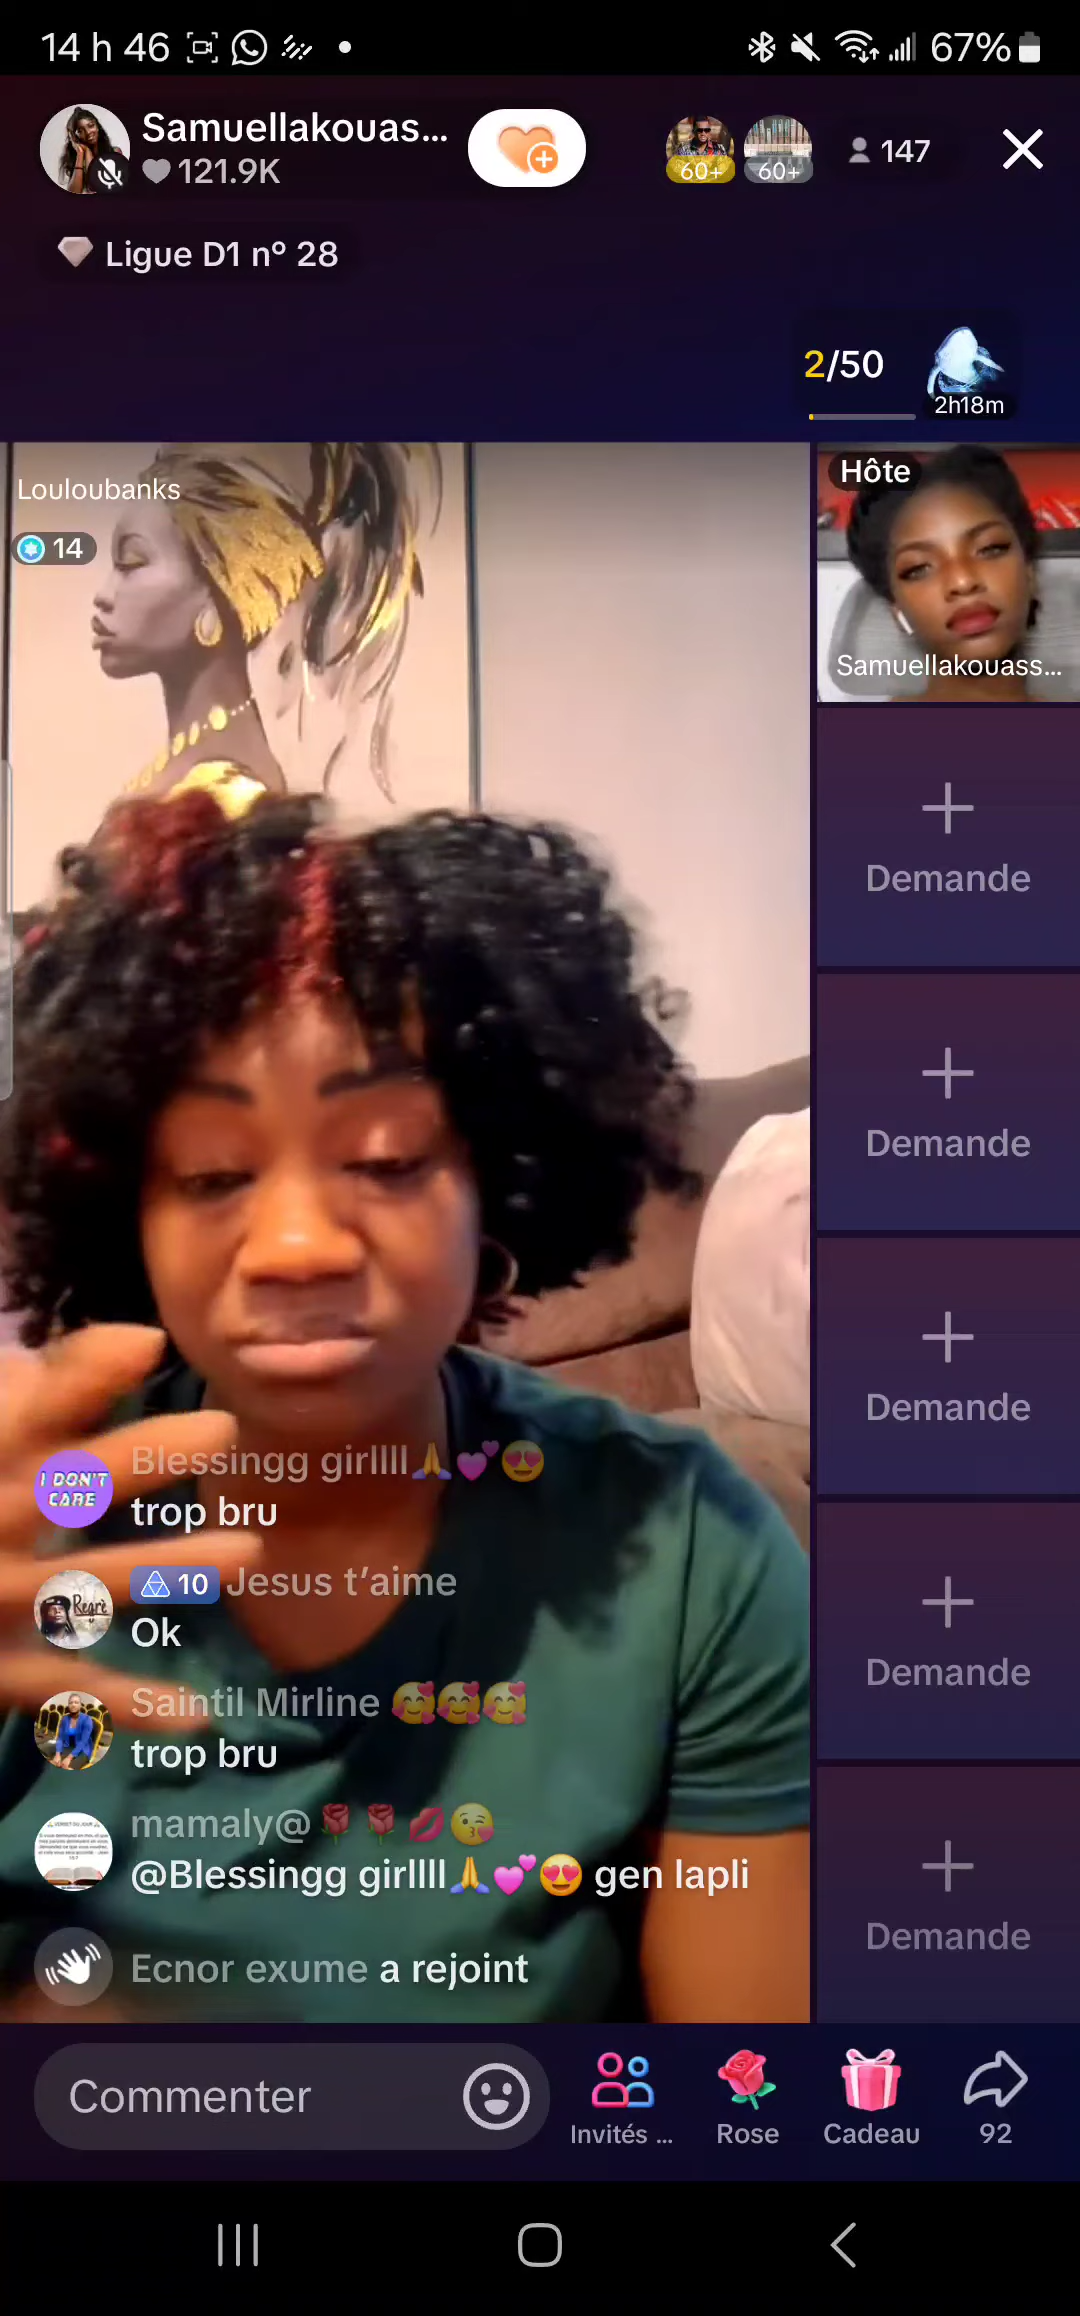 14 h 46
67%
Samuellakouas...
121.9K
60+
60+
147
Ligue D1 nº 28
2/50
2h18m
Louloubanks
14
Hôte
Samuellakouass...
Demande
Demande
Demande
Demande
Demande
I DON'T CARE
Blessingg girllll🙏💕😍
trop bru
10 Jesus t’aime
Regrè
Ok
Saintil Mirline 🥰🥰🥰
trop bru
mamaly@🌹🌹💋😘
@Blessingg girllll🙏💕😍 gen lapli
Ecnor exume a rejoint
Commenter
Invités ...
Rose
Cadeau
92